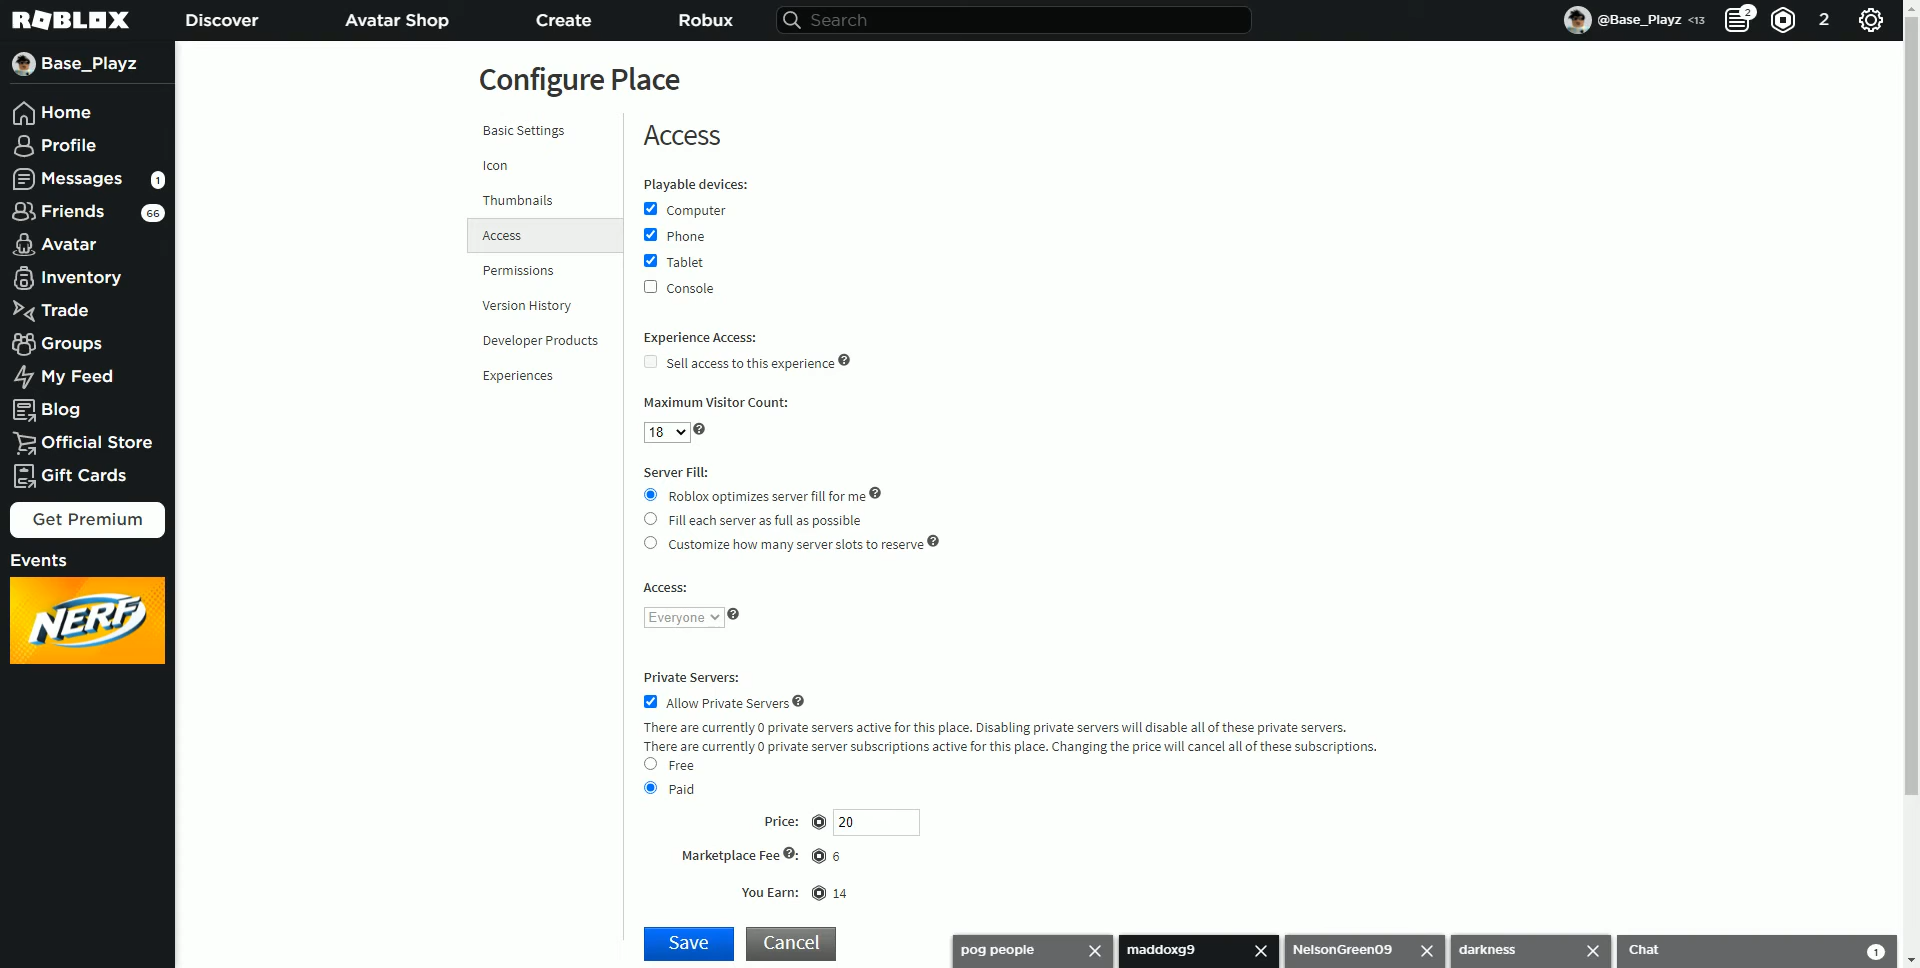 ROBLOX
Discover
Avatar Shop
Create
Robux
Search
@Base_Playz <13
2
2
Base_Playz
Home
Profile
Messages 1
Friends 66
Avatar
Inventory
Trade
Groups
My Feed
Blog
Official Store
Gift Cards
Get Premium
Events
NERF
Configure Place
Basic Settings
Icon
Thumbnails
Access
Permissions
Version History
Developer Products
Experiences
Access
Playable devices:
Computer
Phone
Tablet
Console
Experience Access:
Sell access to this experience ?
Maximum Visitor Count:
18 ?
Server Fill:
Roblox optimizes server fill for me ?
Fill each server as full as possible
Customize how many server slots to reserve ?
Access:
Everyone ?
Private Servers:
Allow Private Servers ?
There are currently 0 private servers active for this place. Disabling private servers will disable all of these private servers.
There are currently 0 private server subscriptions active for this place. Changing the price will cancel all of these subscriptions.
Free
Paid
Price: 20
Marketplace Fee ?: 6
You Earn: 14
Save
Cancel
pog people
maddoxg9
NelsonGreen09
darkness
Chat 1